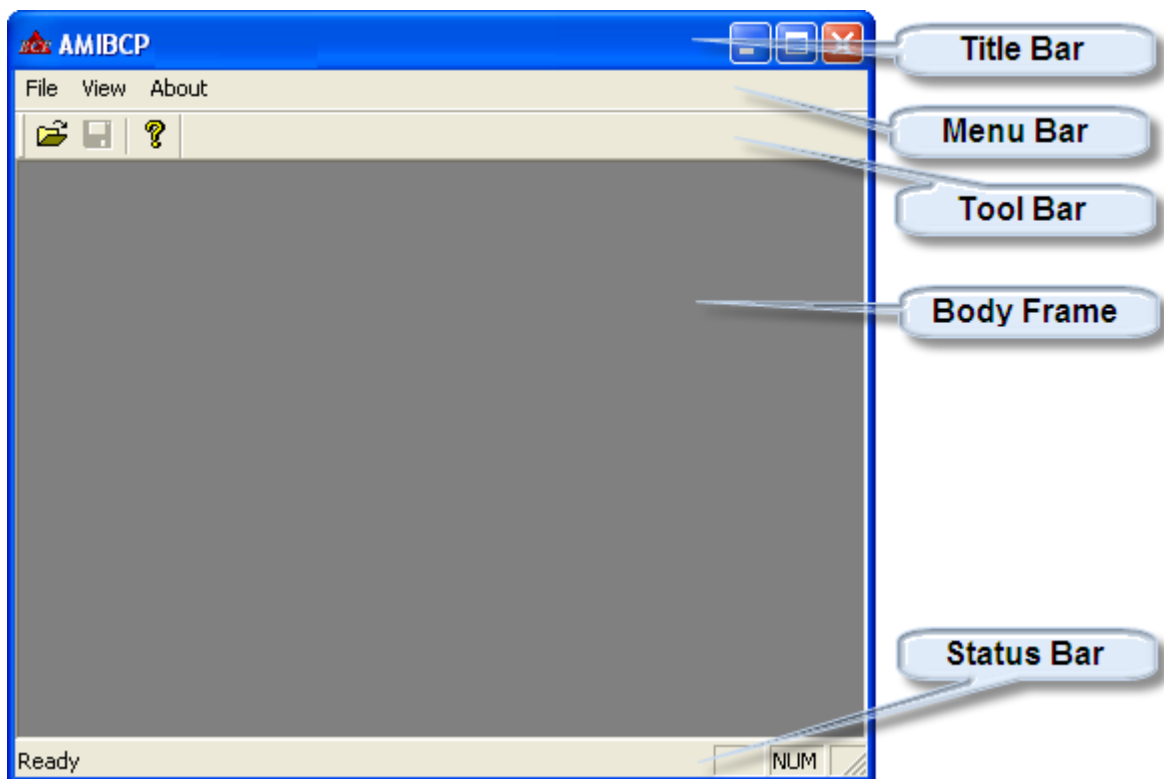 AMIBCP
Title Bar
File View About
Menu Bar
?
Tool Bar
Body Frame
Status Bar
Ready
NUM